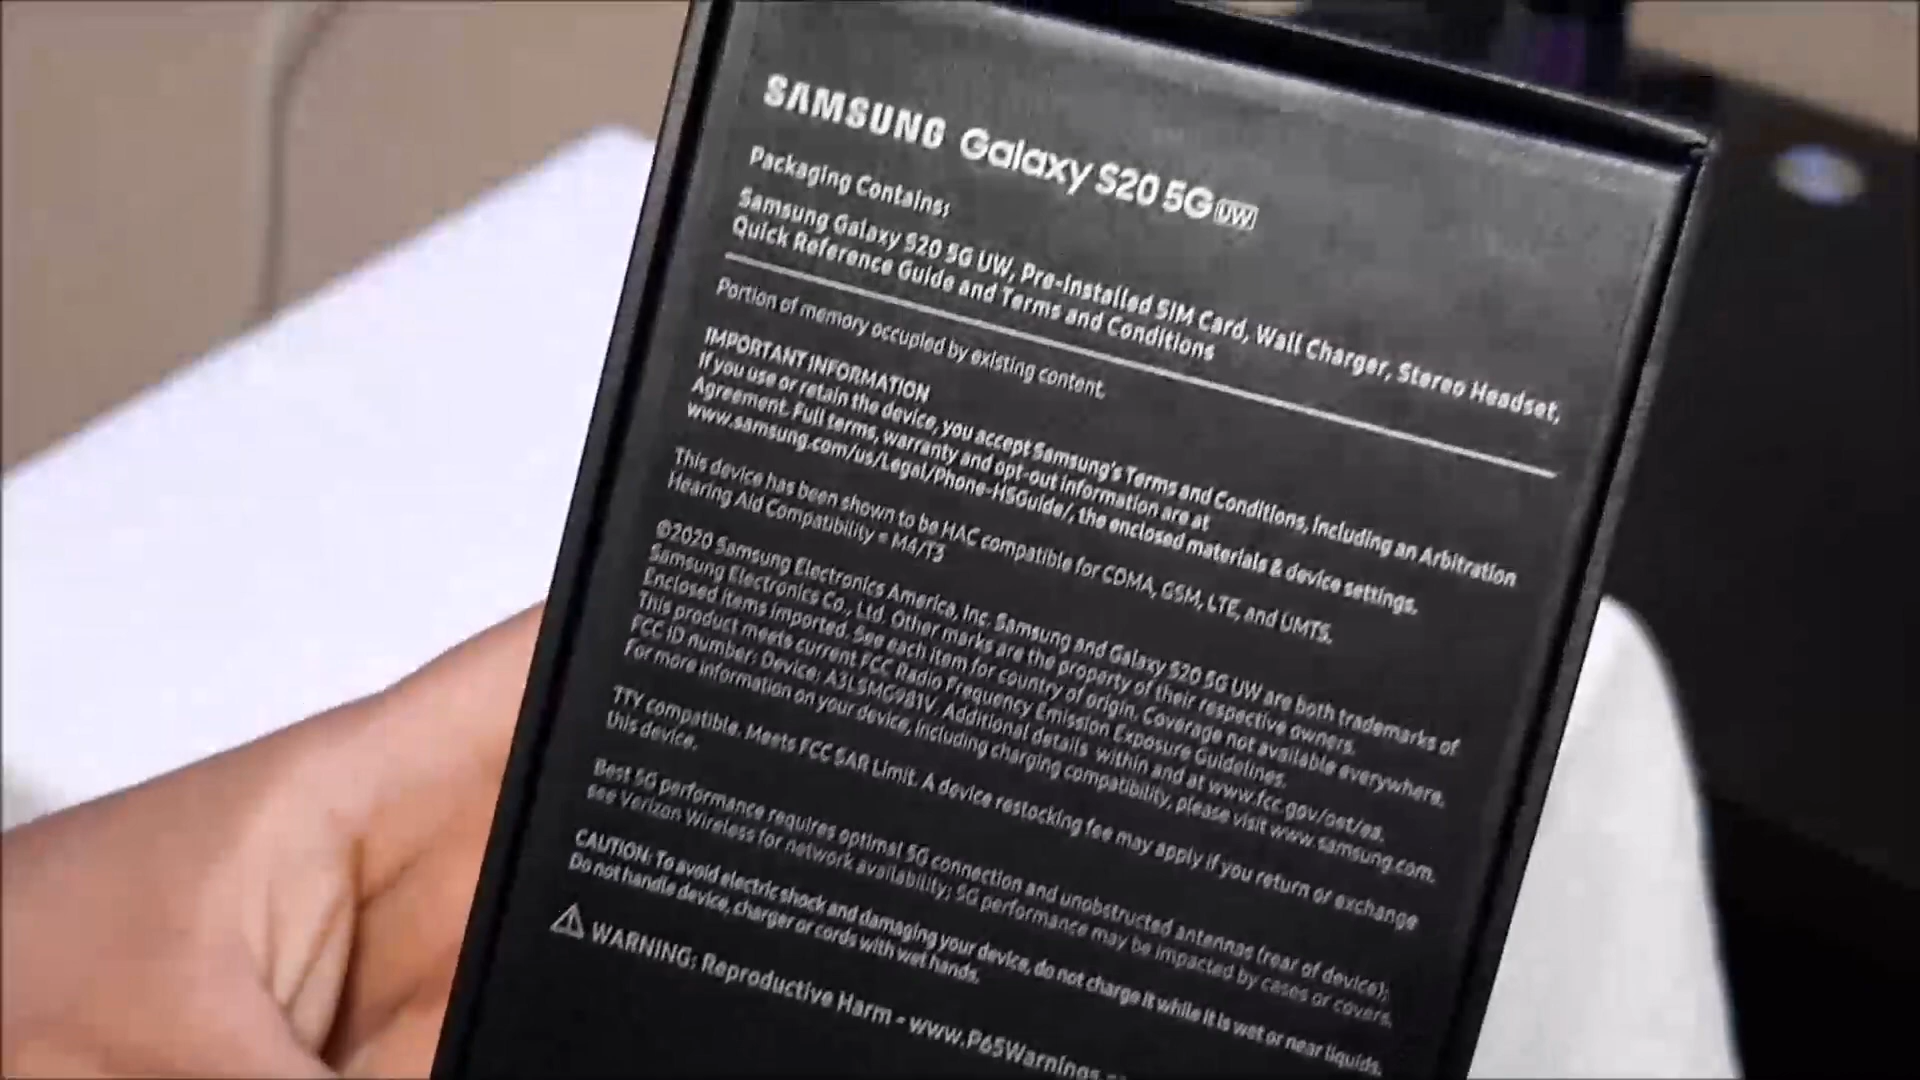 SAMSUNG Galaxy S20 5G UW
Packaging Contains:
Samsung Galaxy S20 5G UW, Pre-installed SIM Card, Wall Charger, Stereo Headset,
Quick Reference Guide and Terms and Conditions
Portion of memory occupied by existing content.
IMPORTANT INFORMATION
If you use or retain the device, you accept Samsung's Terms and Conditions, including an Arbitration
Agreement. Full terms, warranty and opt-out information are at
www.samsung.com/us/Legal/Phone-HSGuide/, the enclosed materials & device settings.
This device has been shown to be HAC compatible for CDMA, GSM, LTE, and UMTS.
Hearing Aid Compatibility = M4/T3
©2020 Samsung Electronics America, Inc. Samsung and Galaxy S20 5G UW are both trademarks of
Samsung Electronics Co., Ltd. Other marks are the property of their respective owners.
Enclosed items imported. See each item for country of origin. Coverage not available everywhere.
This product meets current FCC Radio Frequency Emission Exposure Guidelines.
FCC ID number: Device: A3LSMG981V. Additional details within and at www.fcc.gov/oet/ea.
For more information on your device, including charging compatibility, please visit www.samsung.com.
TTY compatible. Meets FCC SAR Limit. A device restocking fee may apply if you return or exchange
this device.
Best 5G performance requires optimal 5G connection and unobstructed antennas (rear of device);
see Verizon Wireless for network availability; 5G performance may be impacted by cases or covers.
CAUTION: To avoid electric shock and damaging your device, do not charge it while it is wet or near liquids.
Do not handle device, charger or cords with wet hands.
WARNING: Reproductive Harm - www.P65Warnings